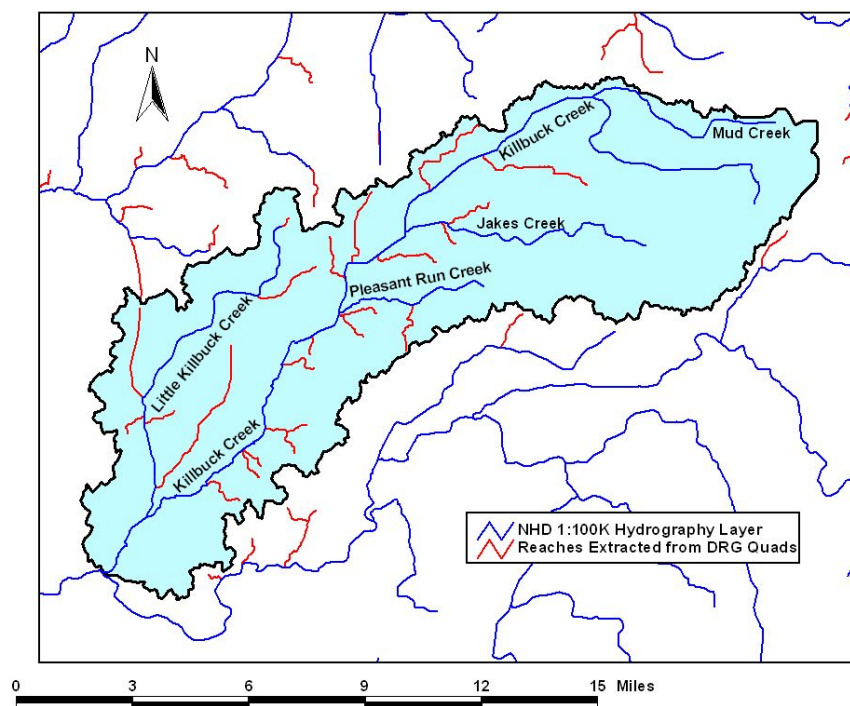 N
Killbuck Creek
Mud Creek
Jakes Creek
Pleasant Run Creek
Little Killbuck Creek
Killbuck Creek
NHD 1:100K Hydrography Layer
Reaches Extracted from DRG Quads
0 3 6 9 12 15 Miles